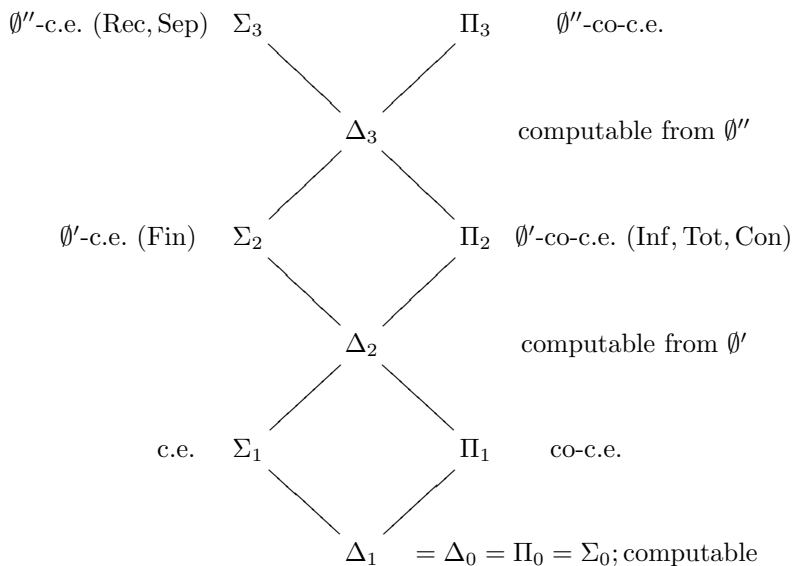 ∅′′-c.e. (Rec, Sep) Σ₃ Π₃ ∅′′-co-c.e.
Δ₃ computable from ∅′′
∅′-c.e. (Fin) Σ₂ Π₂ ∅′-co-c.e. (Inf, Tot, Con)
Δ₂ computable from ∅′
c.e. Σ₁ Π₁ co-c.e.
Δ₁ = Δ₀ = Π₀ = Σ₀; computable